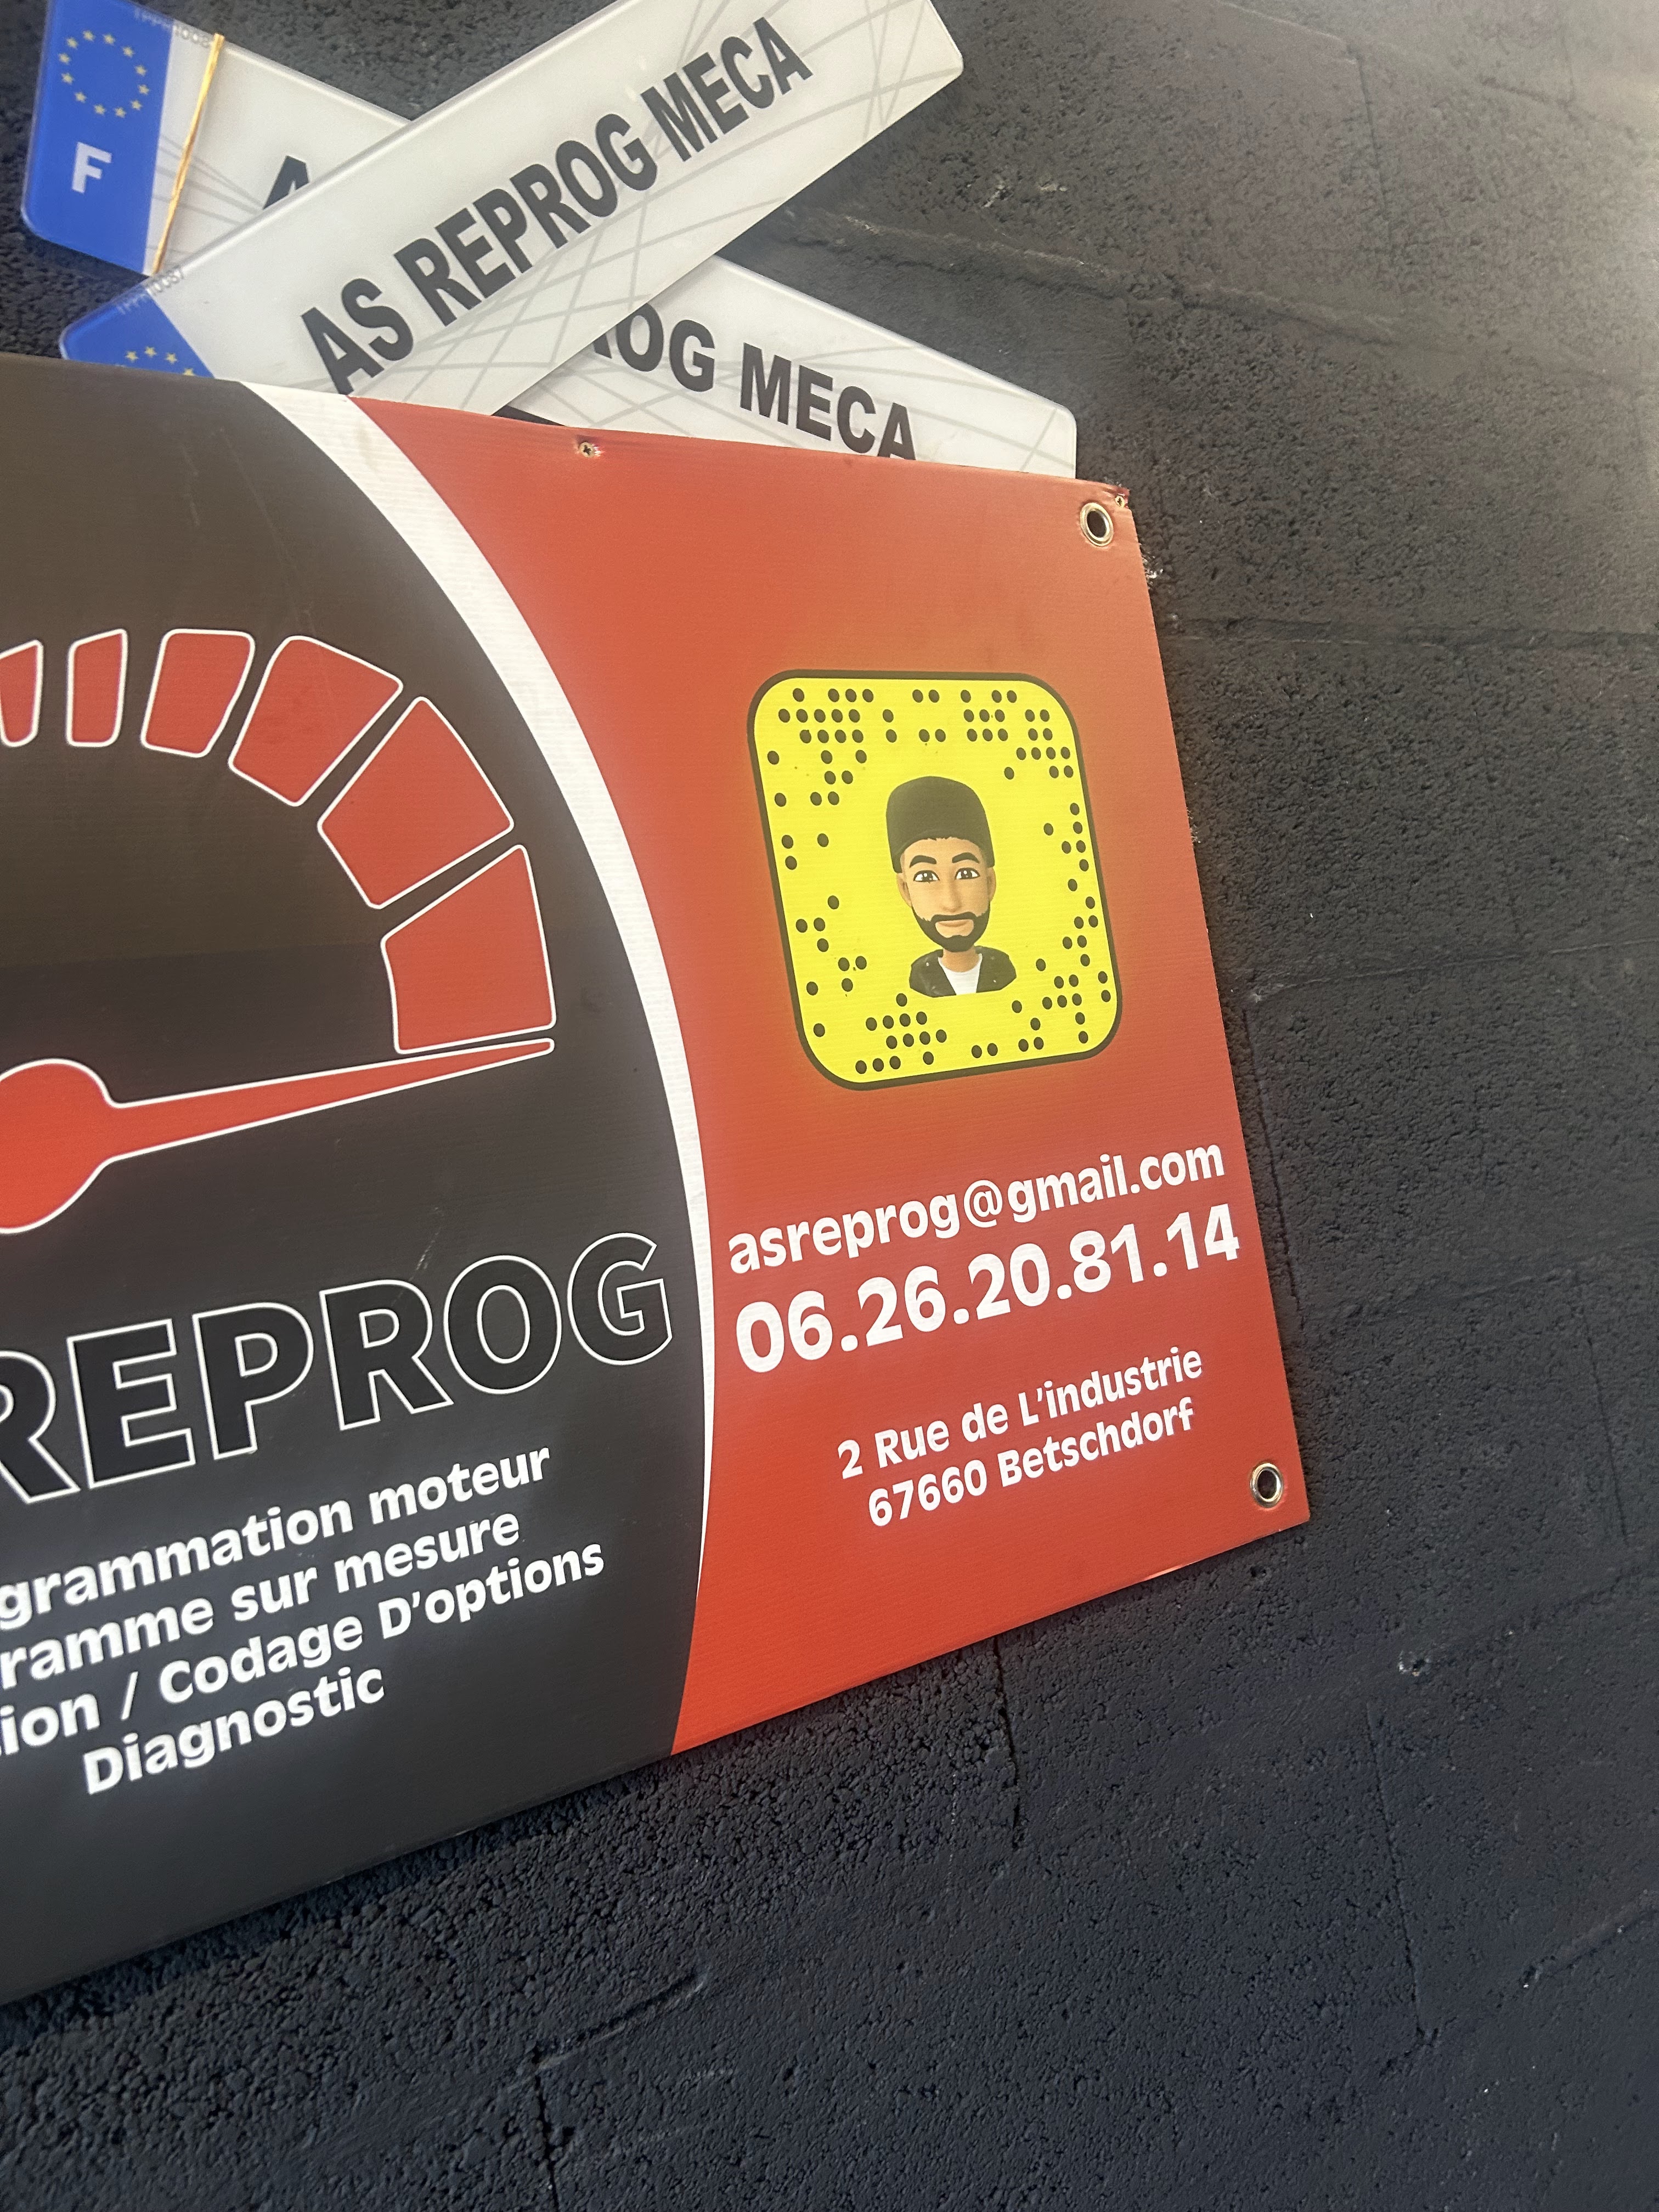 F
AS REPROG MECA
OG MECA
asreprog@gmail.com
06.26.20.81.14
2 Rue de L'industrie
67660 Betschdorf
REPROG
grammation moteur
ramme sur mesure
ion / Codage D'options
Diagnostic